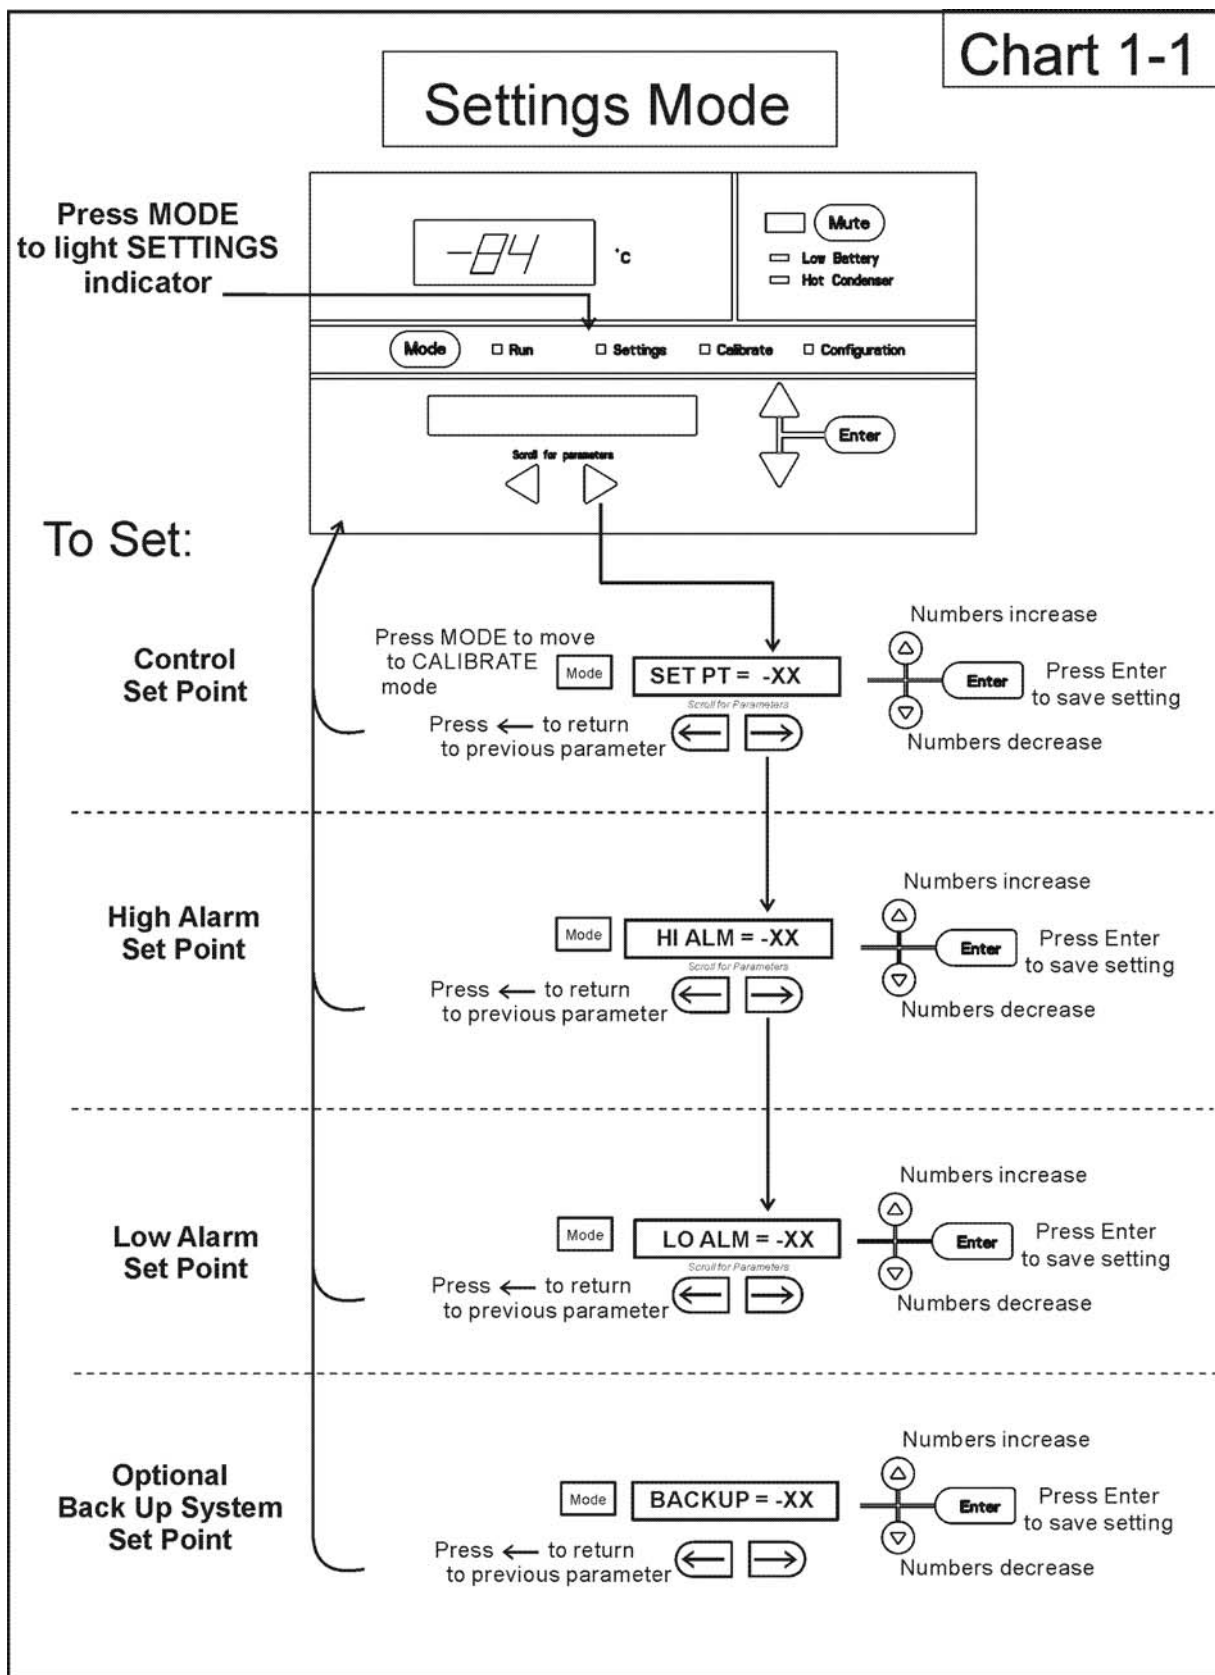 Chart 1-1
Settings Mode
Press MODE
to light SETTINGS
indicator
-84 °C
Mute
Low Battery
Hot Condenser
Mode Run Settings Calibrate Configuration
Scroll for parameters
Enter
To Set:
Control
Set Point
Press MODE to move
to CALIBRATE
mode
Mode
SET PT = -XX
Scroll for Parameters
Press ← to return
to previous parameter
← →
Numbers increase
Enter
Press Enter
to save setting
Numbers decrease
High Alarm
Set Point
Mode
HI ALM = -XX
Scroll for Parameters
Press ← to return
to previous parameter
← →
Numbers increase
Enter
Press Enter
to save setting
Numbers decrease
Low Alarm
Set Point
Mode
LO ALM = -XX
Scroll for Parameters
Press ← to return
to previous parameter
← →
Numbers increase
Enter
Press Enter
to save setting
Numbers decrease
Optional
Back Up System
Set Point
Mode
BACKUP = -XX
Press ← to return
to previous parameter
← →
Numbers increase
Enter
Press Enter
to save setting
Numbers decrease